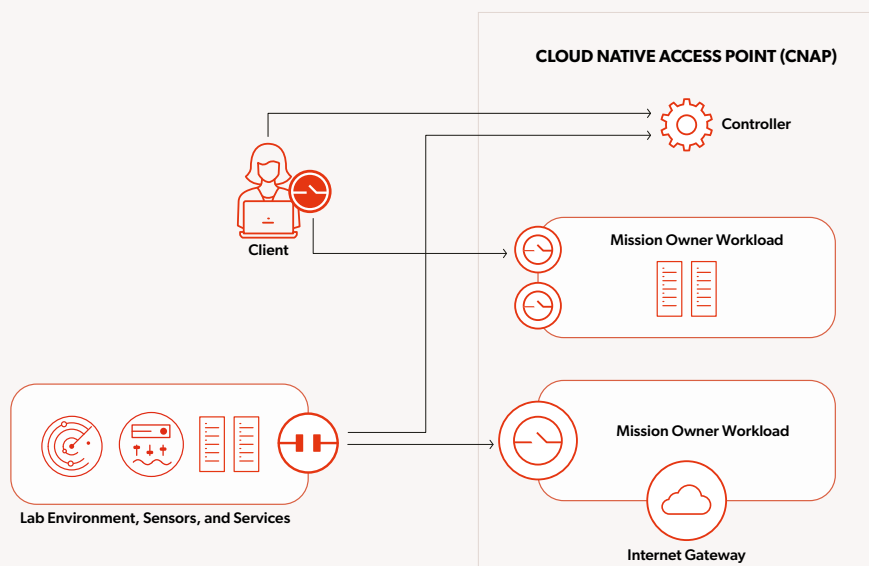 CLOUD NATIVE ACCESS POINT (CNAP)
Controller
Client
Mission Owner Workload
Mission Owner Workload
Lab Environment, Sensors, and Services
Internet Gateway